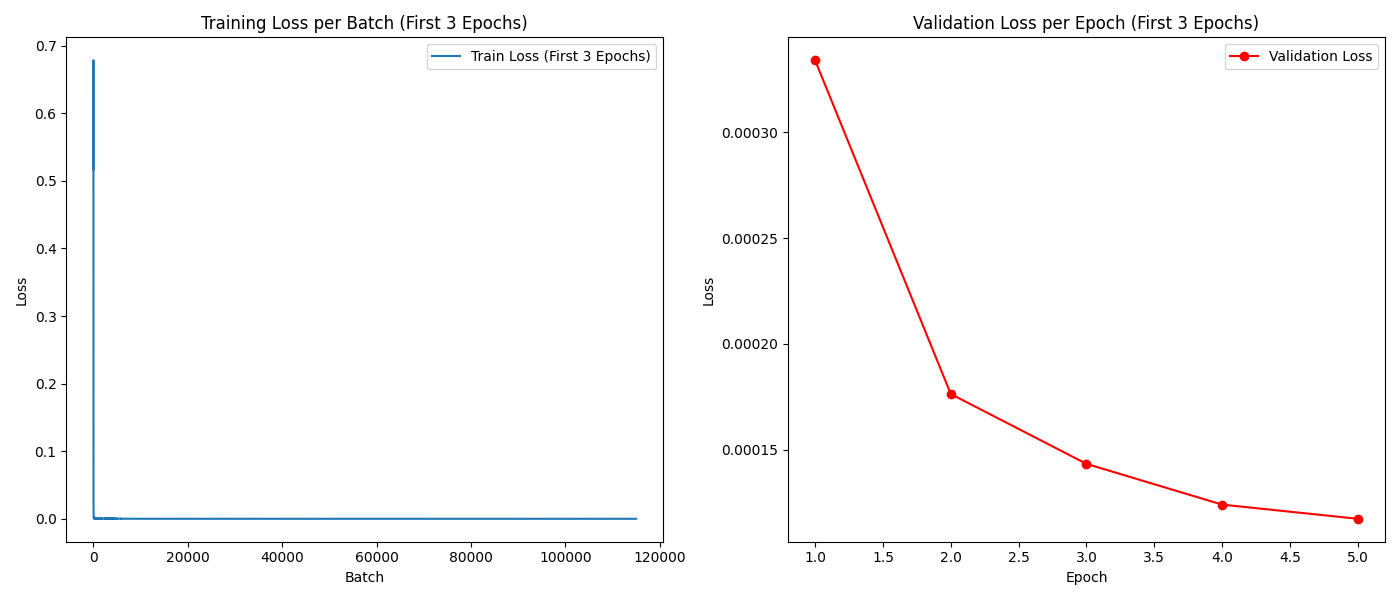 Training Loss per Batch (First 3 Epochs)
Train Loss (First 3 Epochs)
Loss
0.7
0.6
0.5
0.4
0.3
0.2
0.1
0.0
0 20000 40000 60000 80000 100000 120000
Batch
Validation Loss per Epoch (First 3 Epochs)
Validation Loss
Loss
0.00030
0.00025
0.00020
0.00015
1.0 1.5 2.0 2.5 3.0 3.5 4.0 4.5 5.0
Epoch